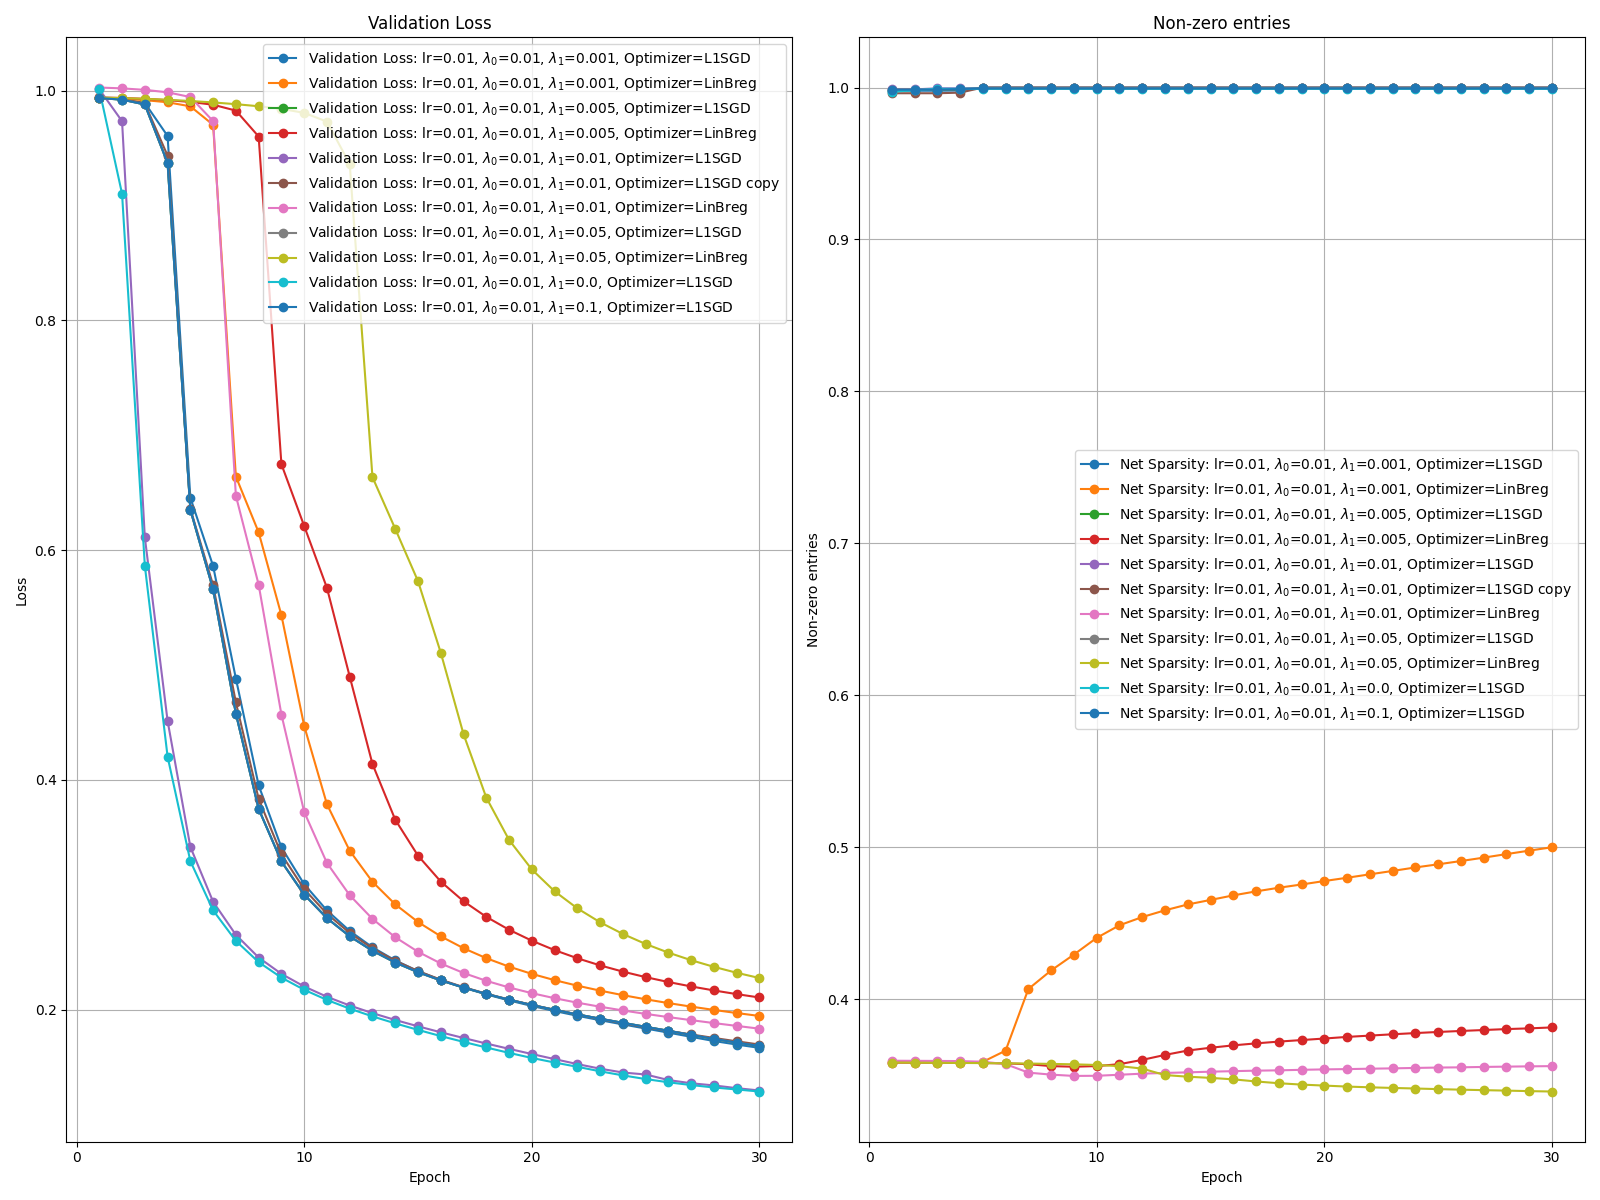 Validation Loss
Validation Loss: lr=0.01, λ₀=0.01, λ₁=0.001, Optimizer=L1SGD
Validation Loss: lr=0.01, λ₀=0.01, λ₁=0.001, Optimizer=LinBreg
Validation Loss: lr=0.01, λ₀=0.01, λ₁=0.005, Optimizer=L1SGD
Validation Loss: lr=0.01, λ₀=0.01, λ₁=0.005, Optimizer=LinBreg
Validation Loss: lr=0.01, λ₀=0.01, λ₁=0.01, Optimizer=L1SGD
Validation Loss: lr=0.01, λ₀=0.01, λ₁=0.01, Optimizer=L1SGD copy
Validation Loss: lr=0.01, λ₀=0.01, λ₁=0.01, Optimizer=LinBreg
Validation Loss: lr=0.01, λ₀=0.01, λ₁=0.05, Optimizer=L1SGD
Validation Loss: lr=0.01, λ₀=0.01, λ₁=0.05, Optimizer=LinBreg
Validation Loss: lr=0.01, λ₀=0.01, λ₁=0.0, Optimizer=L1SGD
Validation Loss: lr=0.01, λ₀=0.01, λ₁=0.1, Optimizer=L1SGD
1.0
0.8
0.6
0.4
0.2
Loss
0
10
20
30
Epoch
Non-zero entries
1.0
0.9
0.8
0.7
0.6
0.5
0.4
Non-zero entries
Net Sparsity: lr=0.01, λ₀=0.01, λ₁=0.001, Optimizer=L1SGD
Net Sparsity: lr=0.01, λ₀=0.01, λ₁=0.001, Optimizer=LinBreg
Net Sparsity: lr=0.01, λ₀=0.01, λ₁=0.005, Optimizer=L1SGD
Net Sparsity: lr=0.01, λ₀=0.01, λ₁=0.005, Optimizer=LinBreg
Net Sparsity: lr=0.01, λ₀=0.01, λ₁=0.01, Optimizer=L1SGD
Net Sparsity: lr=0.01, λ₀=0.01, λ₁=0.01, Optimizer=L1SGD copy
Net Sparsity: lr=0.01, λ₀=0.01, λ₁=0.01, Optimizer=LinBreg
Net Sparsity: lr=0.01, λ₀=0.01, λ₁=0.05, Optimizer=L1SGD
Net Sparsity: lr=0.01, λ₀=0.01, λ₁=0.05, Optimizer=LinBreg
Net Sparsity: lr=0.01, λ₀=0.01, λ₁=0.0, Optimizer=L1SGD
Net Sparsity: lr=0.01, λ₀=0.01, λ₁=0.1, Optimizer=L1SGD
0
10
20
30
Epoch